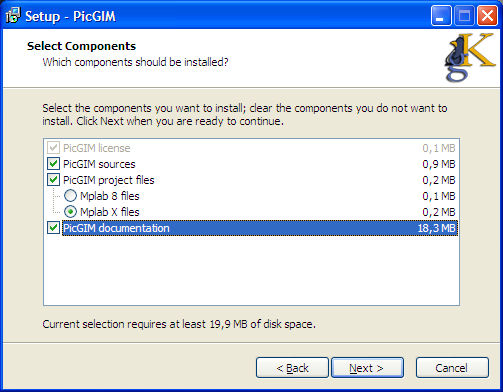 Setup - PicGIM
Select Components
Which components should be installed?
gK
Select the components you want to install; clear the components you do not want to
install. Click Next when you are ready to continue.
PicGIM license 0,1 MB
PicGIM sources 0,9 MB
PicGIM project files 0,2 MB
Mplab 8 files 0,1 MB
Mplab X files 0,2 MB
PicGIM documentation 18,3 MB
Current selection requires at least 19,9 MB of disk space.
< Back Next > Cancel